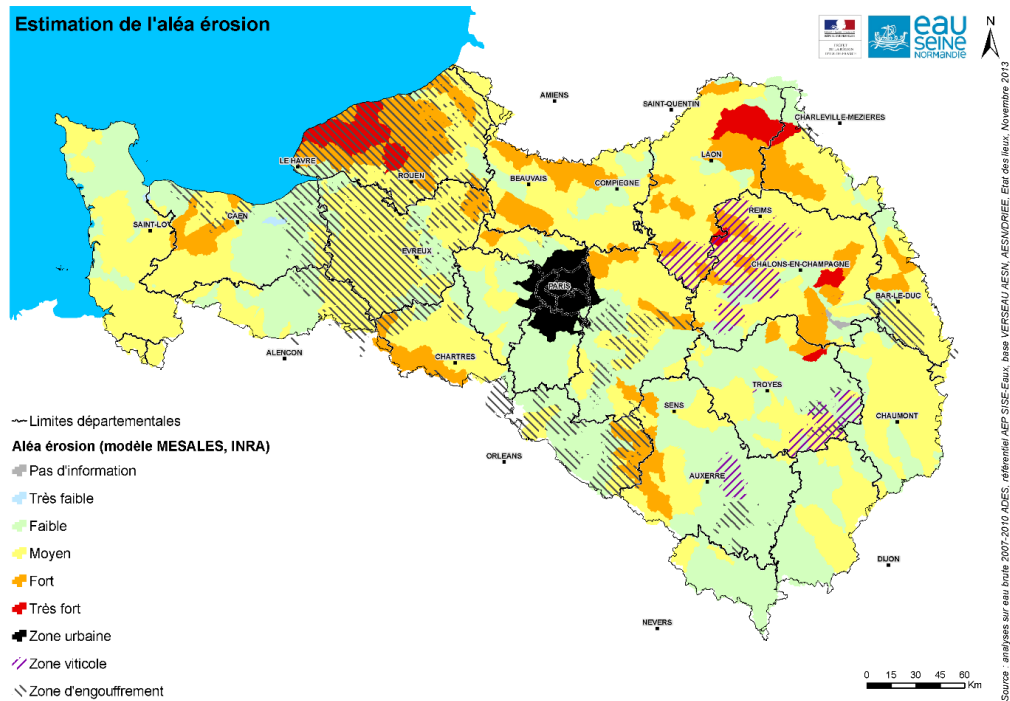 Estimation de l'aléa érosion
eau
SEINE
NORMANDIE
N
AMIENS
SAINT-QUENTIN
CHARLEVILLE-MEZIERES
LE-HAVRE
ROUEN
BEAUVAIS
COMPIEGNE
LAON
SAINT-LO
CAEN
EVREUX
REIMS
CHALONS-EN-CHAMPAGNE
PARIS
BAR-LE-DUC
ALENCON
CHARTRES
TROYES
SENS
CHAUMONT
ORLEANS
AUXERRE
DIJON
NEVERS
Limites départementales
Aléa érosion (modèle MESALES, INRA)
Pas d'information
Très faible
Faible
Moyen
Fort
Très fort
Zone urbaine
Zone viticole
Zone d'engouffrement
0 15 30 45 60
Km
Source : analyses sur eau brute 2007-2010 ADES, référentiel AEP SISE-Eaux, base VERSEAU AESN, AESN/DRIEE, Etat des lieux, Novembre 2013